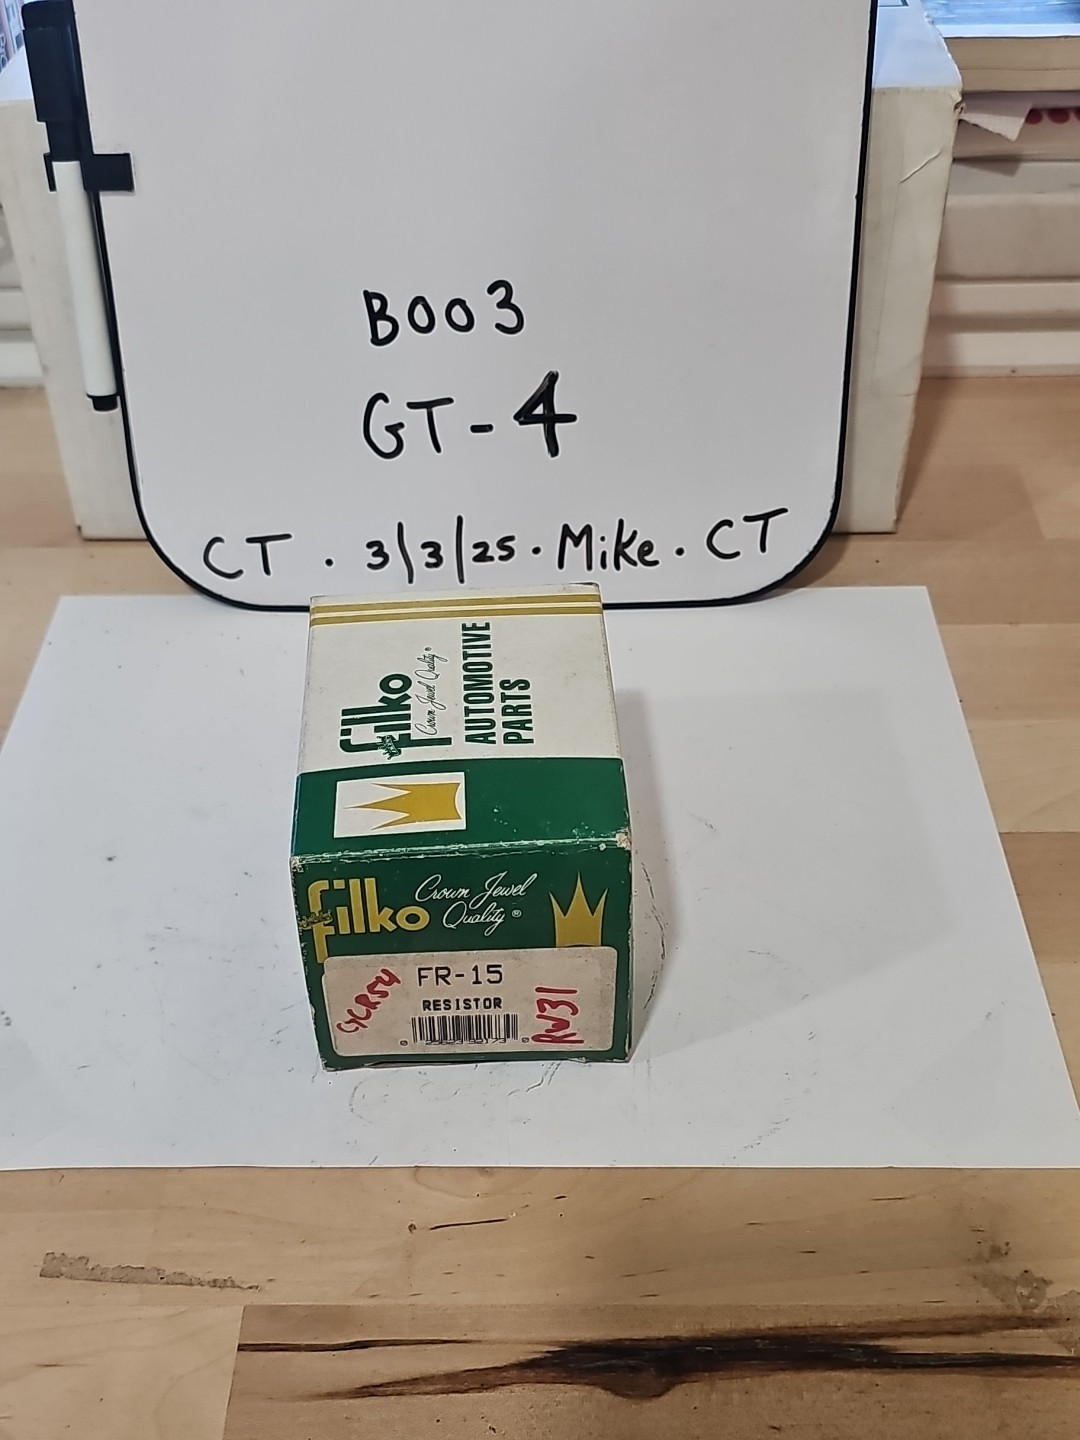 B003
GT-4
CT . 3/3/25 . Mike . CT
filko
Crown Jewel Quality®
AUTOMOTIVE
PARTS
filko
Crown Jewel
Quality®
FR-15
RESISTOR
RV31